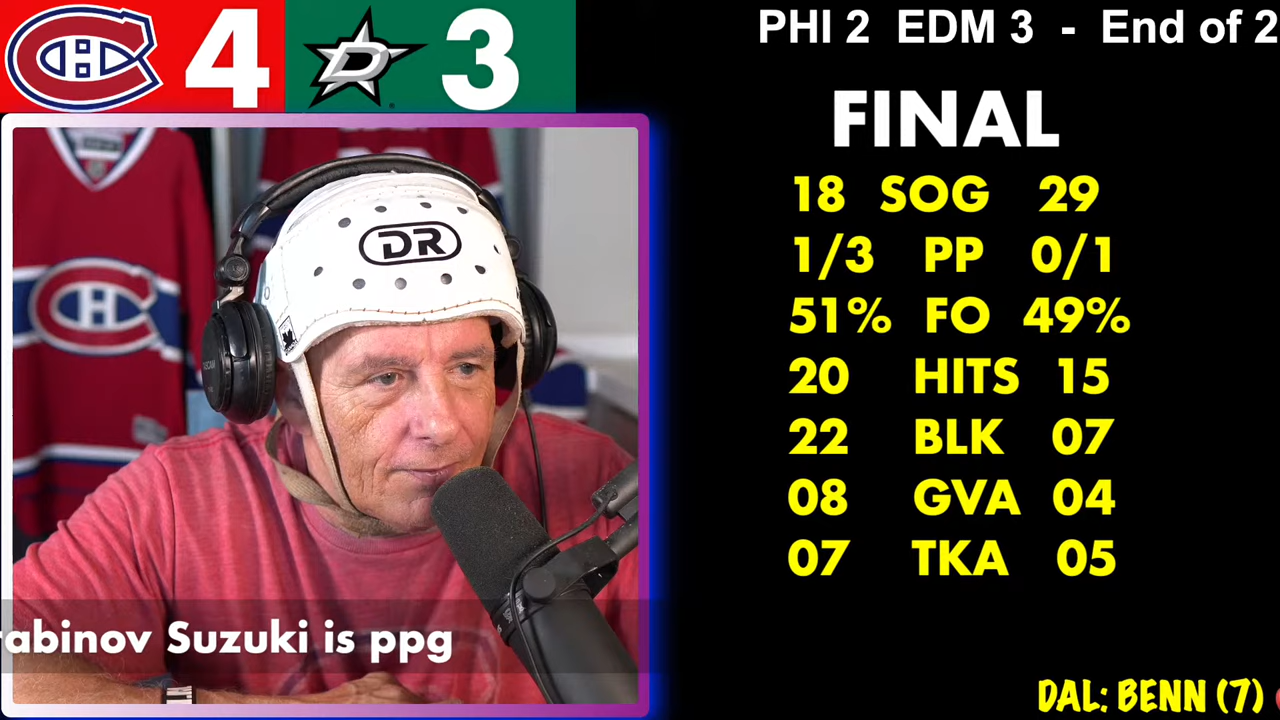 4 3
PHI 2 EDM 3 - End of 2
FINAL
18 SOG 29
1/3 PP 0/1
51% FO 49%
20 HITS 15
22 BLK 07
08 GVA 04
07 TKA 05
DR
rabinov Suzuki is ppg
DAL: BENN (7)